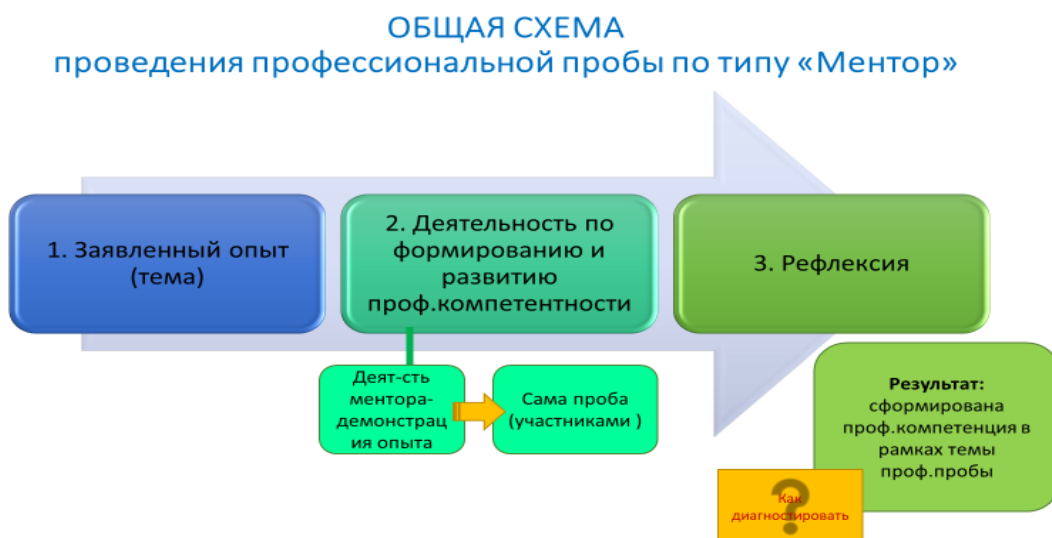 ОБЩАЯ СХЕМА
проведения профессиональной пробы по типу «Ментор»
1. Заявленный опыт
(тема)
2. Деятельность по
формированию и
развитию
проф.компетентности
3. Рефлексия
Деят-сть
ментора-
демонстрац
ия опыта
Сама проба
(участниками )
Результат:
сформирована
проф.компетенция в
рамках темы
проф.пробы
?
Как
диагностировать